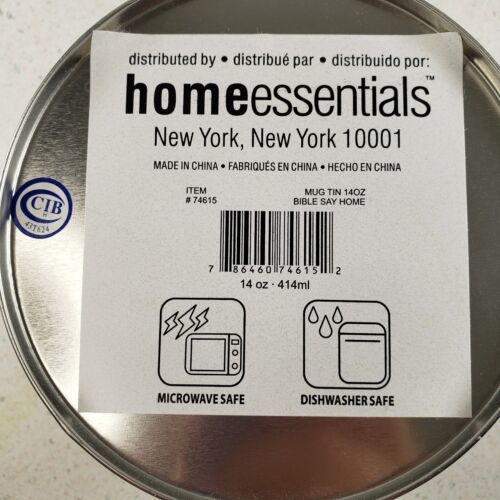 distributed by • distribué par • distribuido por:
homeessentials™
New York, New York 10001
MADE IN CHINA • FABRIQUÉS EN CHINA • HECHO EN CHINA
ITEM
# 74615
MUG TIN 14OZ
BIBLE SAY HOME
7 86460 74615 2
14 oz · 414ml
MICROWAVE SAFE
DISHWASHER SAFE
CIB
H
43T624